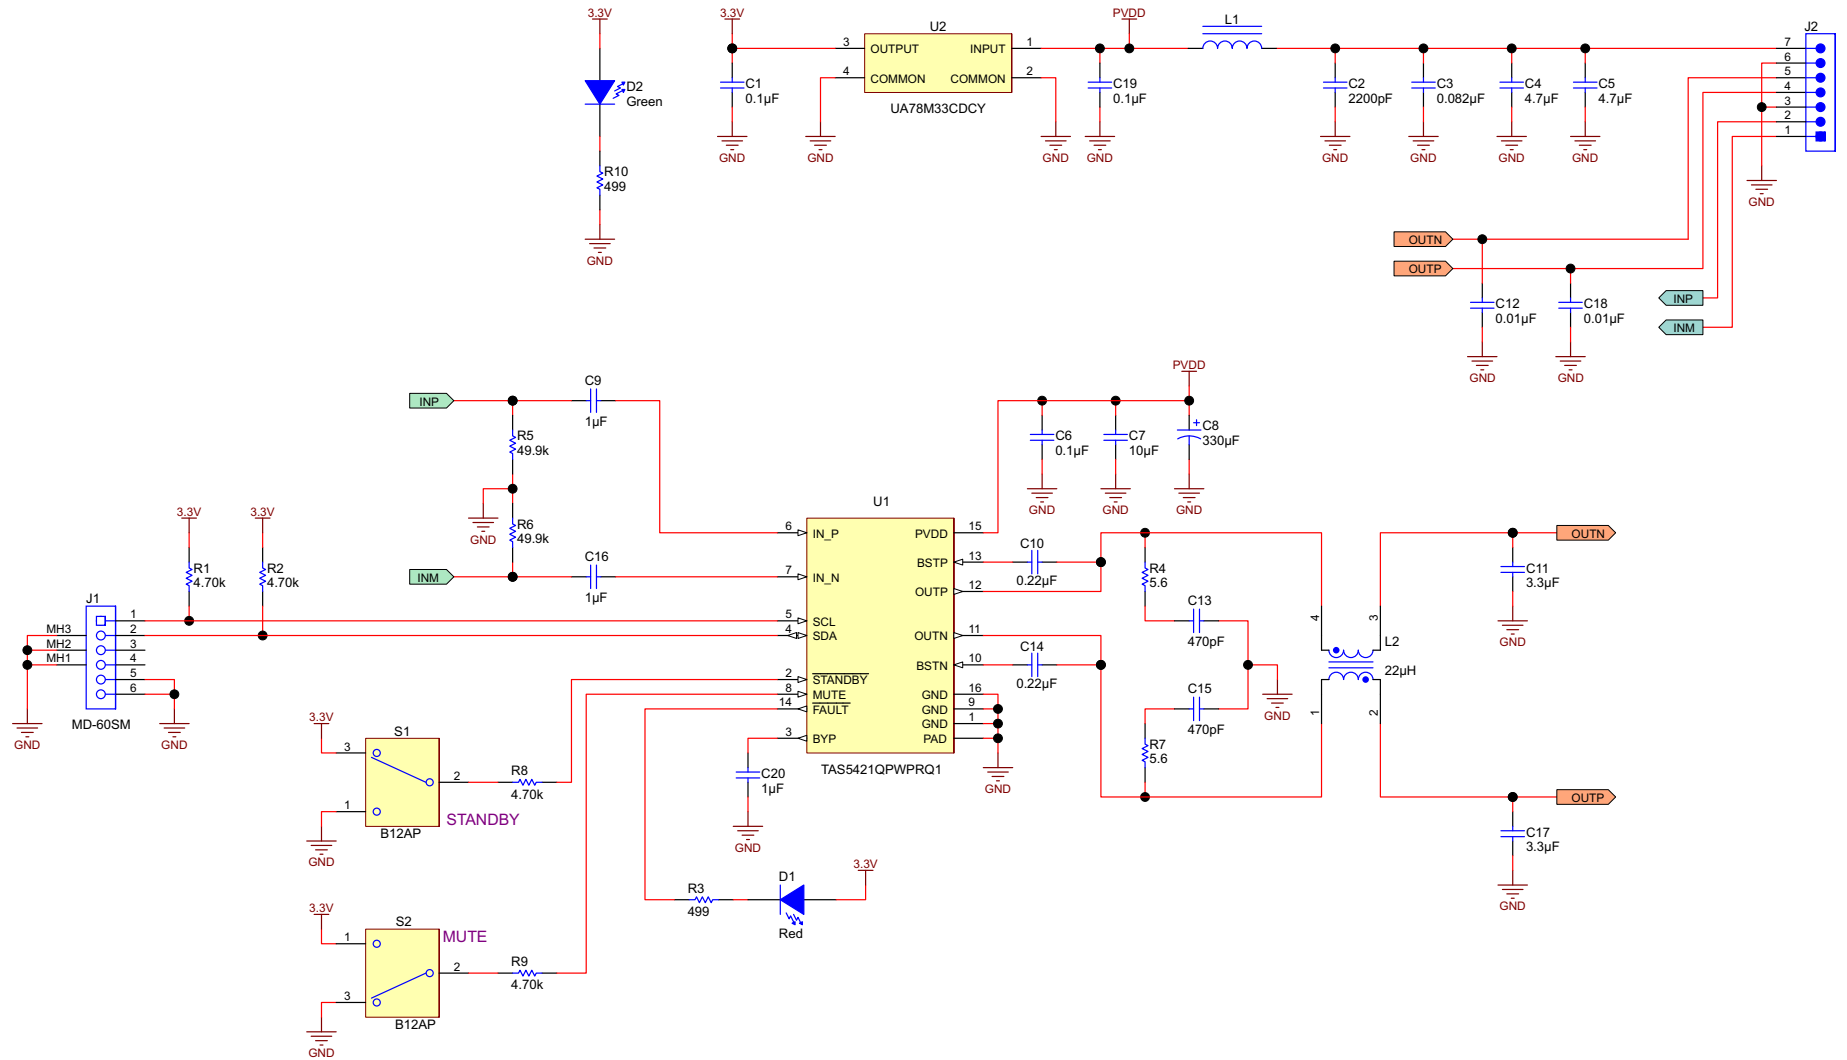 3.3V
D2
Green
R10
499
GND
3.3V
C1
0.1µF
GND
U2
3 OUTPUT INPUT 1
4 COMMON COMMON 2
UA78M33CDCY
GND
GND
PVDD
C19
0.1µF
GND
L1
C2
2200pF
GND
C3
0.082µF
GND
C4
4.7µF
GND
C5
4.7µF
GND
J2
7
6
5
4
3
2
1
GND
OUTN
OUTP
C12
0.01µF
GND
C18
0.01µF
GND
INP
INM
INP
C9
1µF
R5
49.9k
GND
R6
49.9k
INM
C16
1µF
PVDD
C6
0.1µF
GND
C7
10µF
GND
+
C8
330µF
GND
3.3V
R1
4.70k
3.3V
R2
4.70k
J1
MH3
MH2
MH1
1
2
3
4
5
6
MD-60SM
GND
GND
U1
6 IN_P
7 IN_N
5 SCL
4 SDA
2 STANDBY
8 MUTE
14 FAULT
3 BYP
PVDD 15
BSTP 13
OUTP 12
OUTN 11
BSTN 10
GND 16
GND 9
GND 1
PAD
TAS5421QPWPRQ1
GND
C10
0.22µF
C14
0.22µF
R4
5.6
C13
470pF
C15
470pF
R7
5.6
GND
4
3
1
2
L2
22µH
OUTN
C11
3.3µF
GND
OUTP
C17
3.3µF
GND
3.3V
S1
3
1
2
B12AP
STANDBY
GND
R8
4.70k
C20
1µF
GND
3.3V
S2
1
3
2
B12AP
MUTE
GND
R9
4.70k
R3
499
D1
Red
3.3V